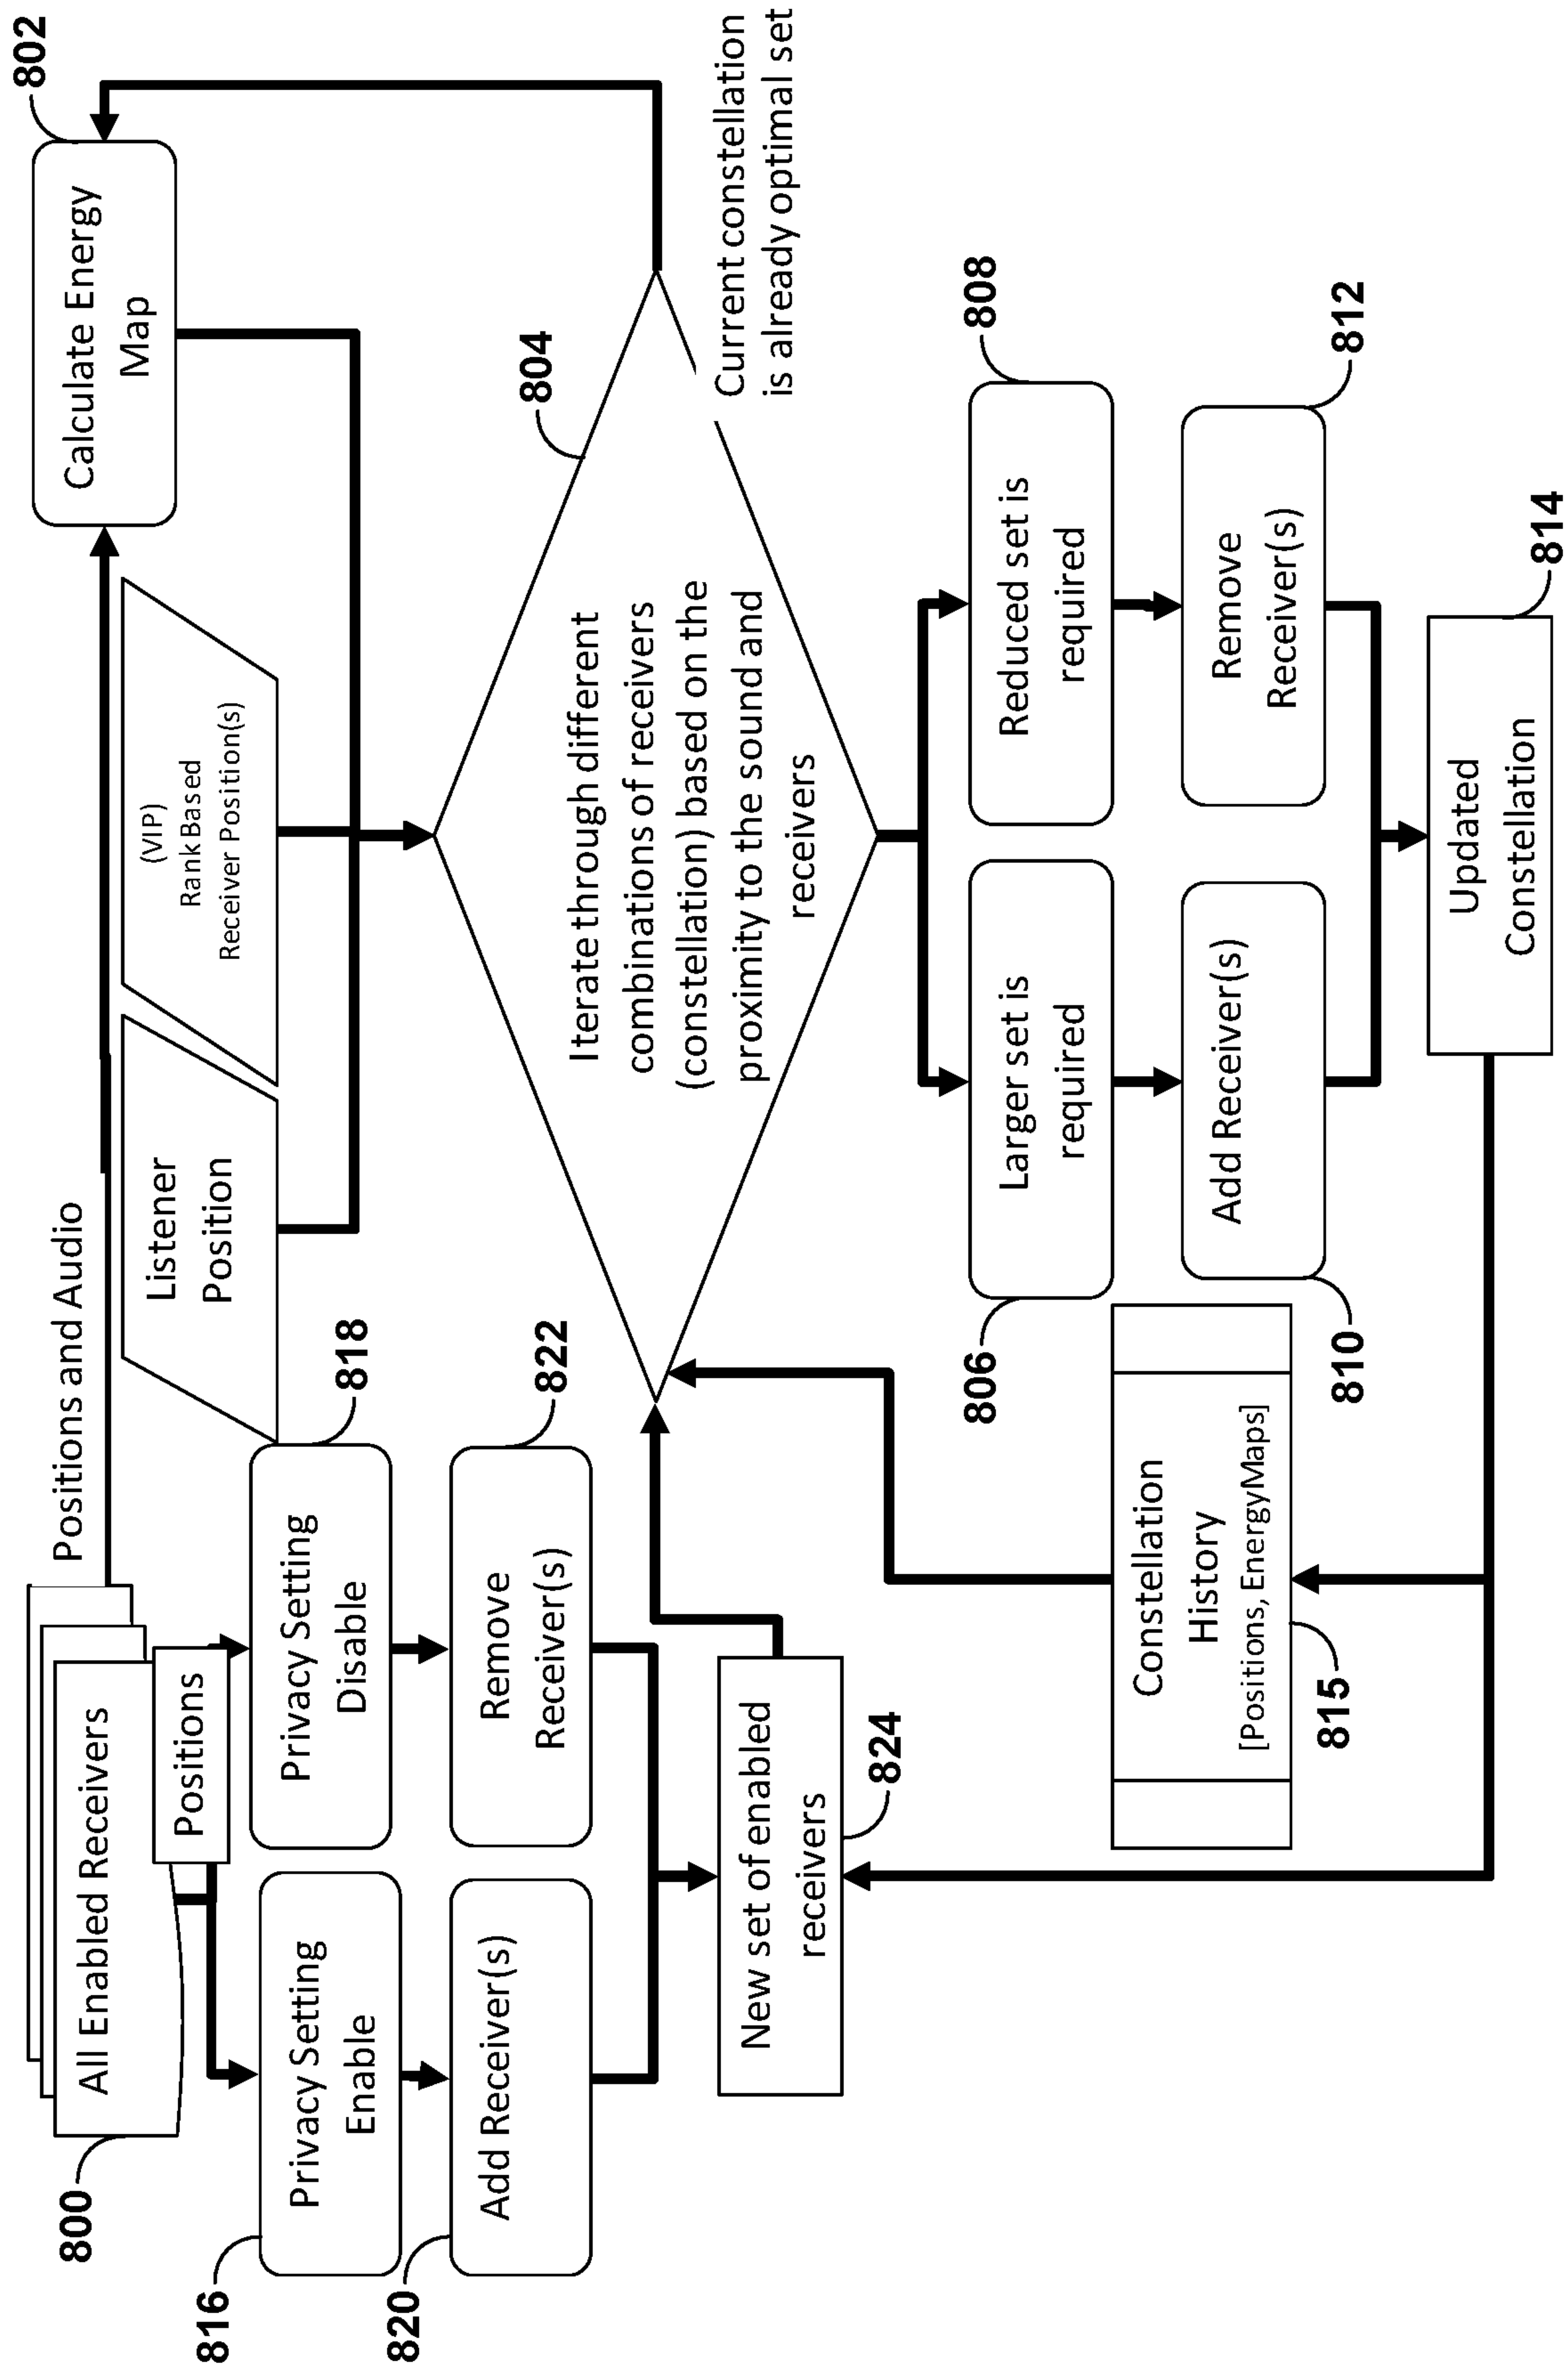 800
All Enabled Receivers
Positions
Positions and Audio
802
Calculate Energy
Map
Listener
Position
(VIP)
Rank Based
Receiver Position(s)
816
Privacy Setting
Enable
818
Privacy Setting
Disable
820
Add Receiver(s)
822
Remove
Receiver(s)
824
New set of enabled
receivers
804
Iterate through different
combinations of receivers
(constellation) based on the
proximity to the sound and
receivers
Current constellation
is already optimal set
806
Larger set is
required
808
Reduced set is
required
810
Add Receiver(s)
812
Remove
Receiver(s)
814
Updated
Constellation
815
Constellation
History
[Positions, EnergyMaps]